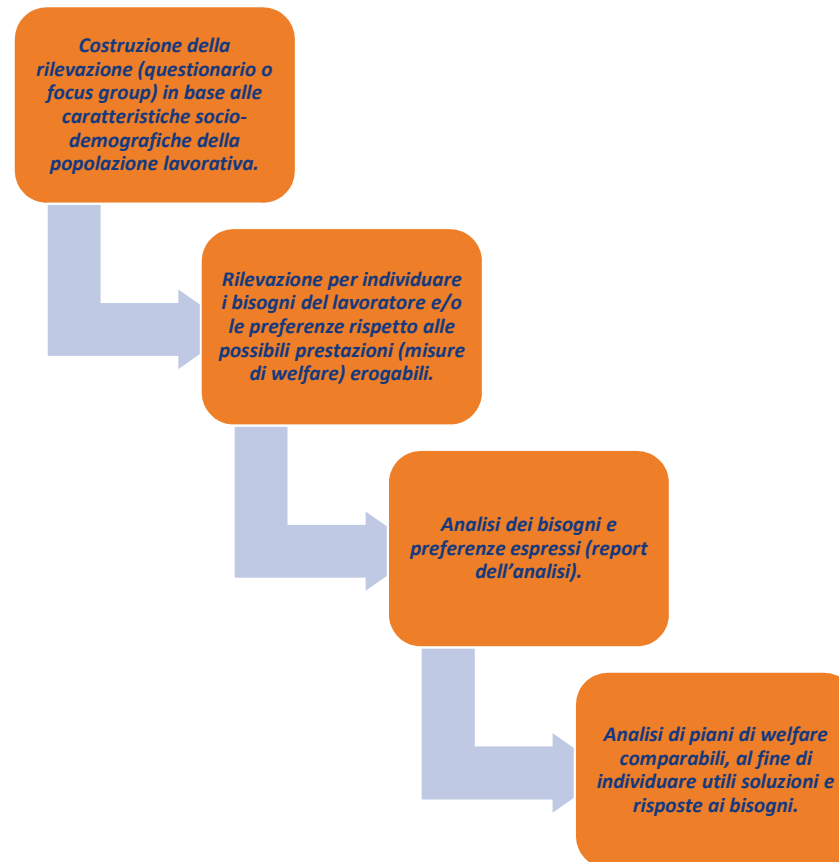 Costruzione della
rilevazione (questionario o
focus group) in base alle
caratteristiche socio-
demografiche della
popolazione lavorativa.
Rilevazione per individuare
i bisogni del lavoratore e/o
le preferenze rispetto alle
possibili prestazioni (misure
di welfare) erogabili.
Analisi dei bisogni e
preferenze espressi (report
dell’analisi).
Analisi di piani di welfare
comparabili, al fine di
individuare utili soluzioni e
risposte ai bisogni.